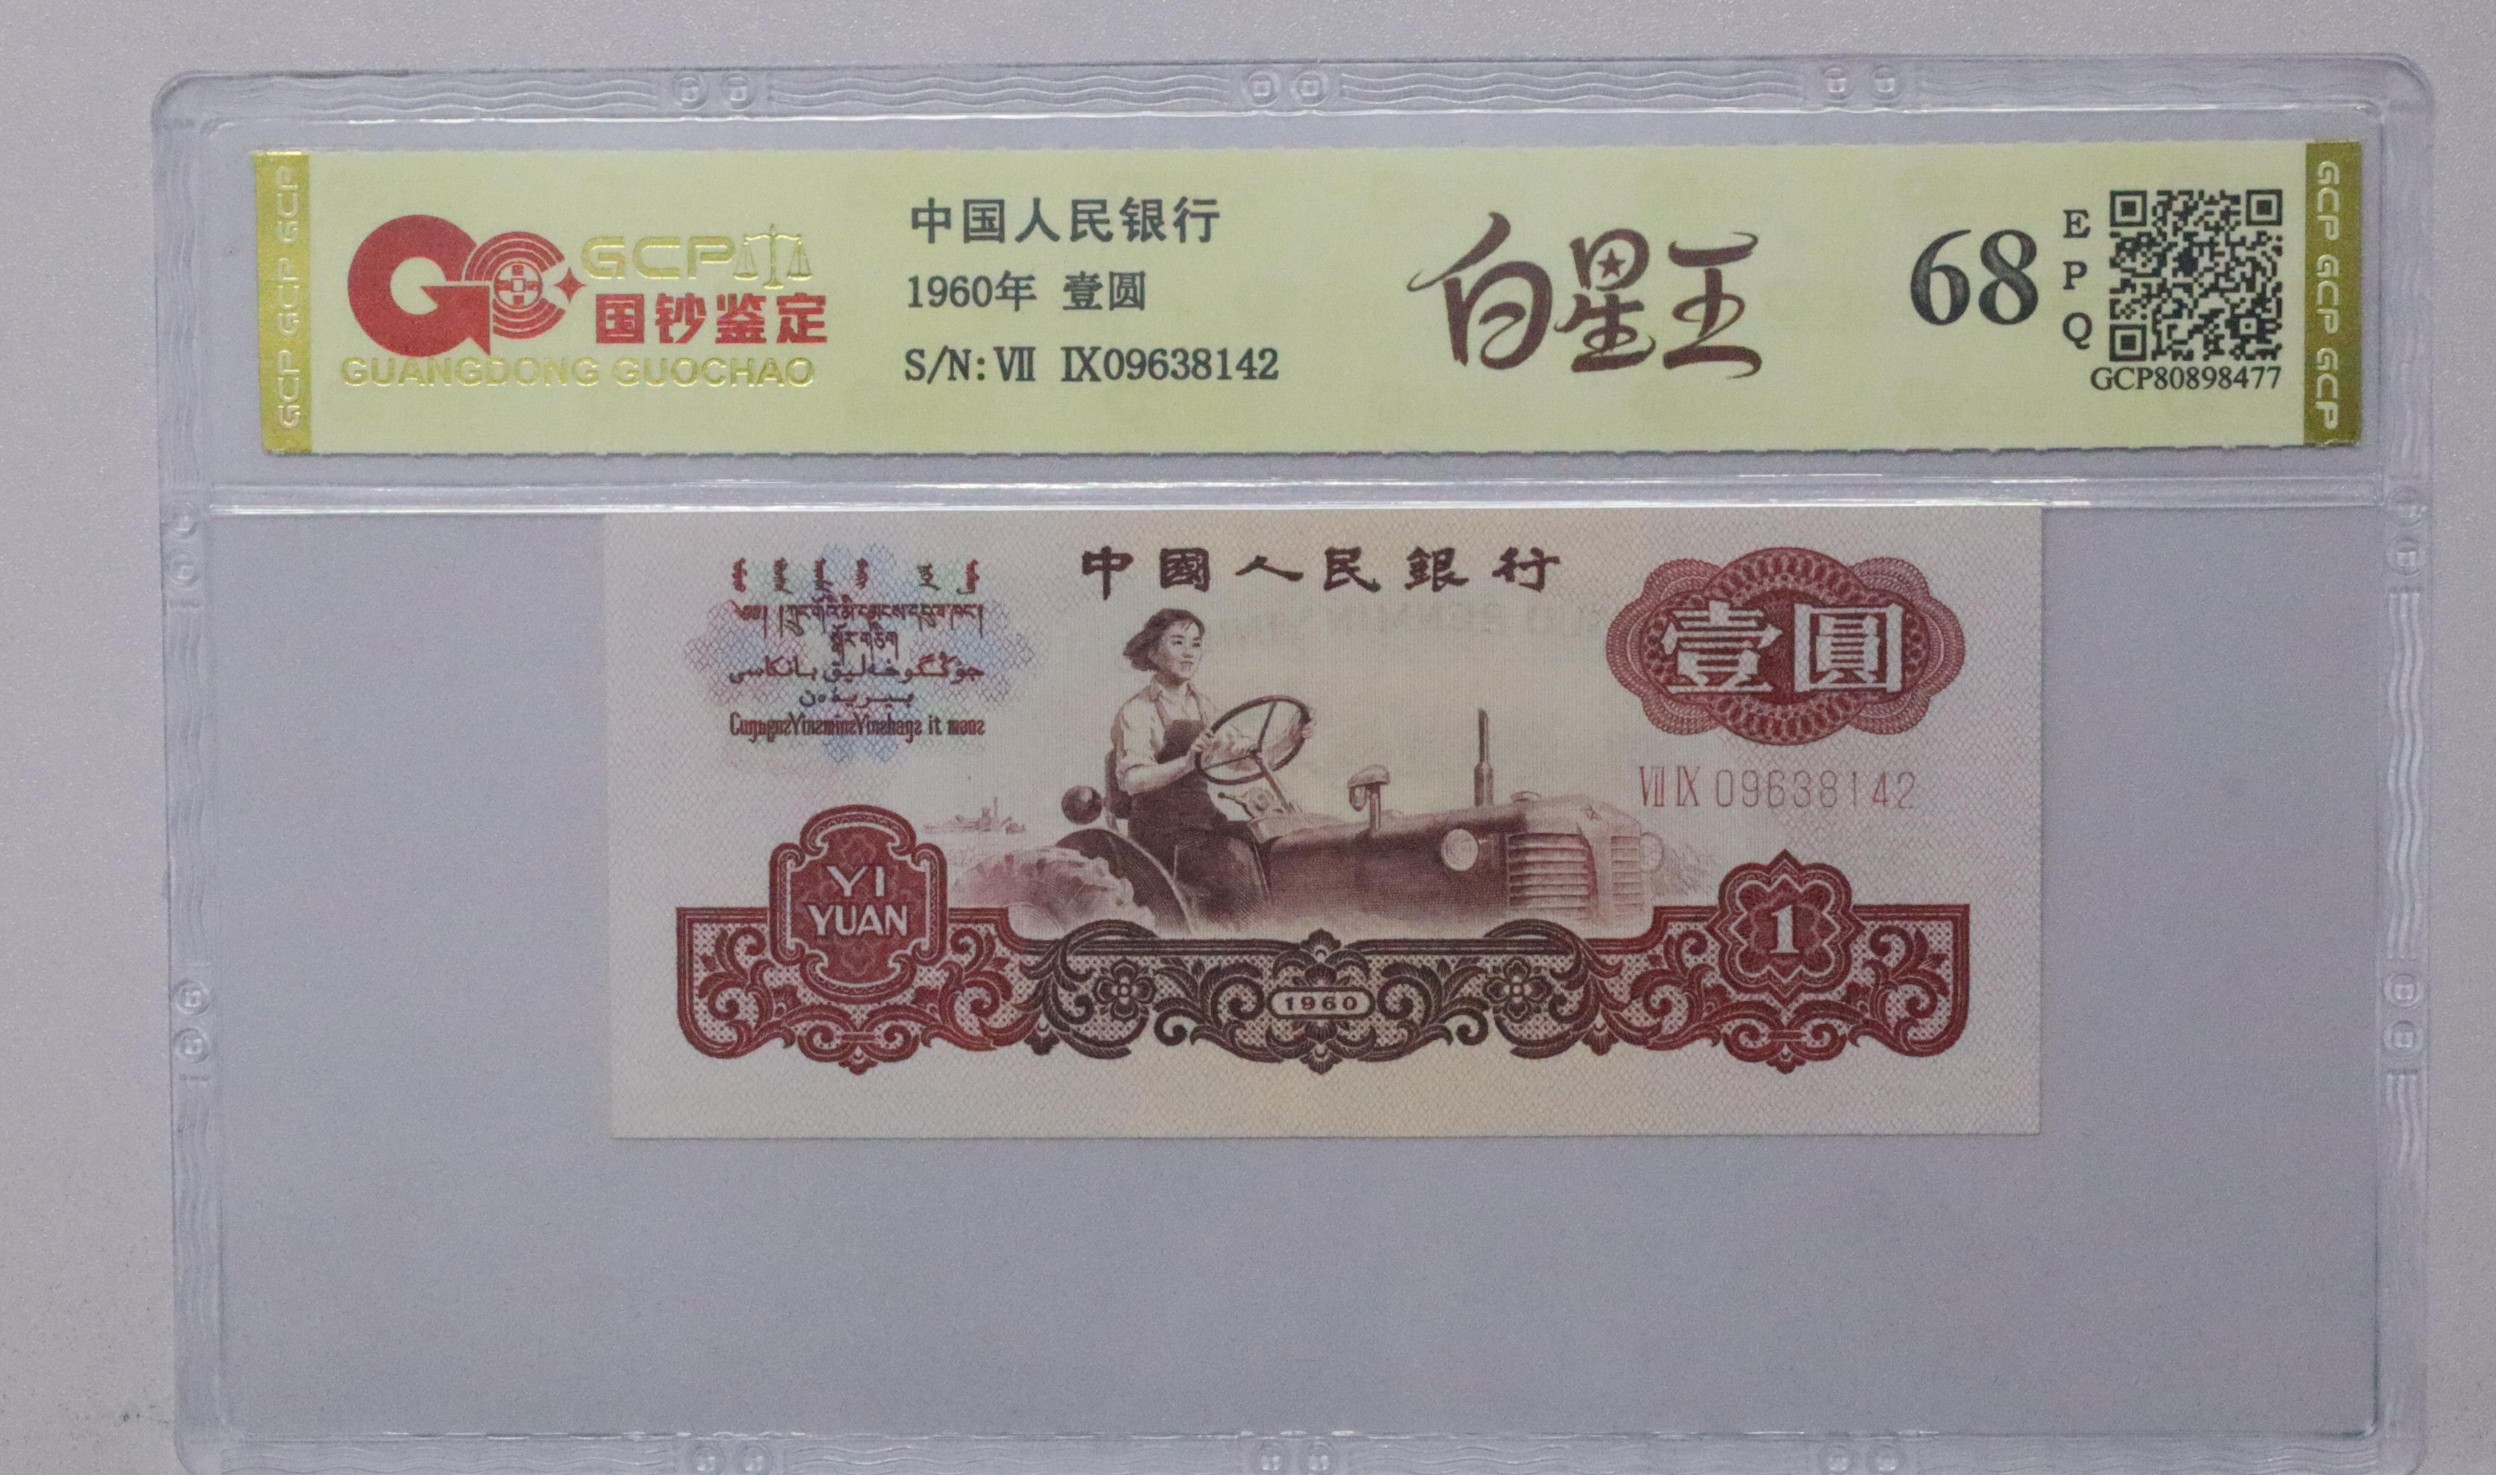 GCP GCP GCP
GCP
国钞鉴定
GUANGDONG GUOCHAO
中国人民银行
1960年 壹圆
S/N: Ⅶ Ⅸ09638142
白星王
68
E
P
Q
GCP80898477
GCP GCP GCP
中國人民銀行
壹圓
ⅦⅨ 09638142
YI
YUAN
1
1960